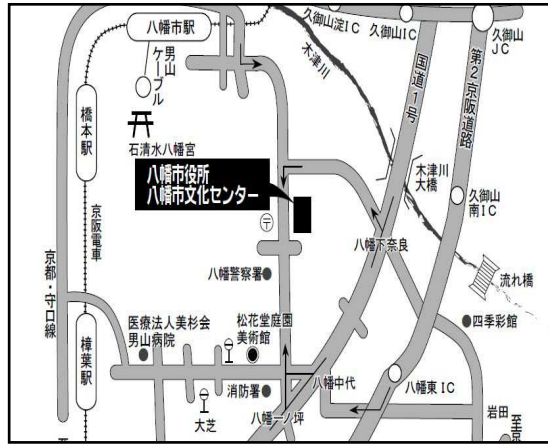 八幡市駅
男山
ケーブル
久御山淀IC
久御山IC
久御山
JC
木津川
国道1号
第2京阪道路
橋本駅
石清水八幡宮
八幡市役所
八幡市文化センター
木津川
大橋
久御山
南IC
京阪電車
八幡下奈良
京都・守口線
八幡警察署
流れ橋
医療法人美杉会
男山病院
松花堂庭園
美術館
四季彩館
樟葉駅
消防署
八幡中代
八幡東IC
大芝
八幡一ノ坪
岩田